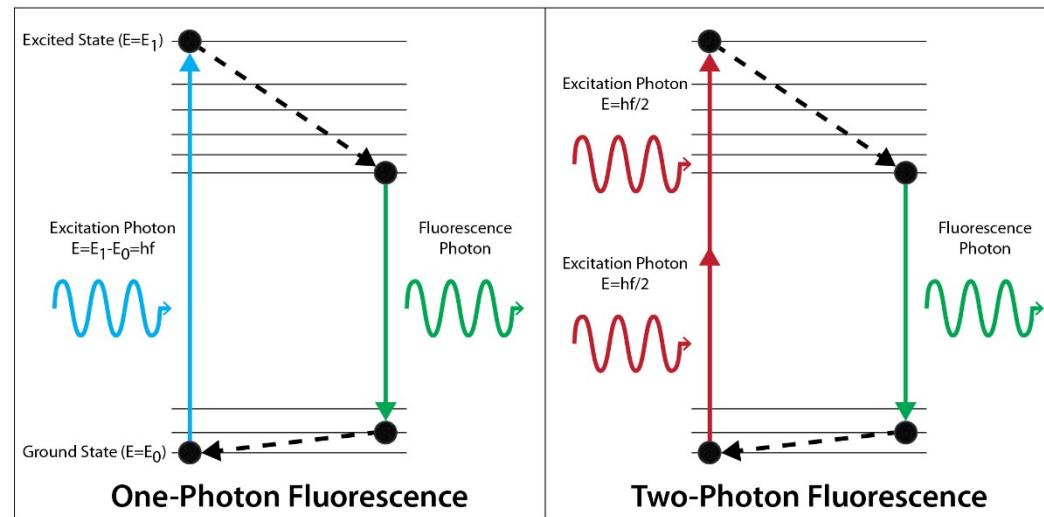 Excited State (E=E₁)
Excitation Photon
E=E₁-E₀=hf
Fluorescence
Photon
Ground State (E=E₀)
One-Photon Fluorescence
Excitation Photon
E=hf/2
Excitation Photon
E=hf/2
Fluorescence
Photon
Two-Photon Fluorescence